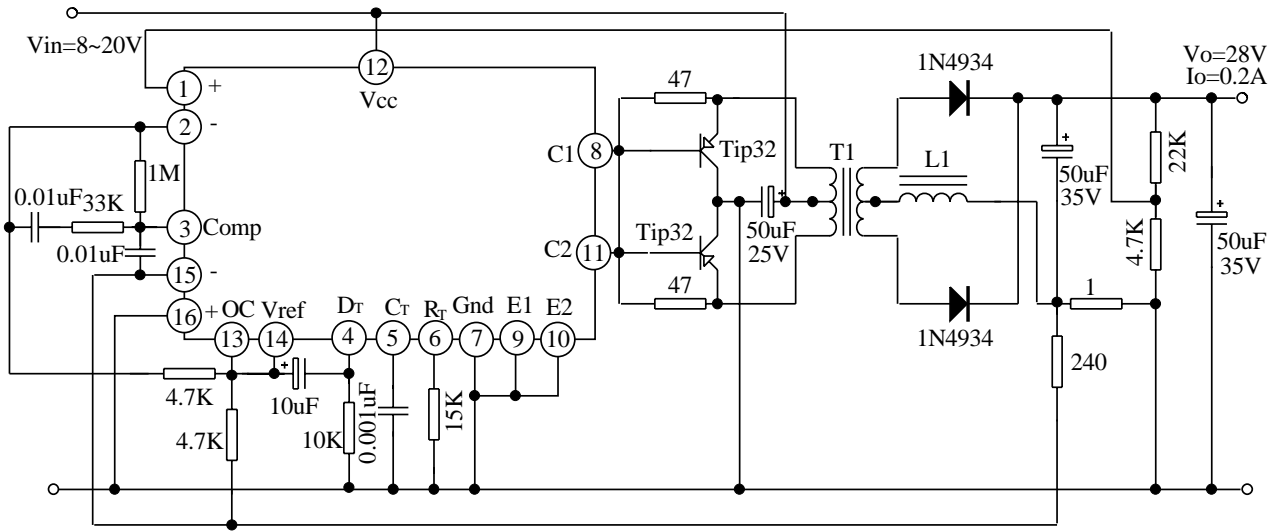 Vin=8~20V
Vo=28V
Io=0.2A
1N4934
12
Vcc
1
+
2
-
47
C1
8
Tip32
T1
L1
1M
22K
50uF
35V
0.01uF
33K
3
Comp
0.01uF
C2
11
Tip32
50uF
25V
4.7K
50uF
35V
15
-
16
+
47
1
1N4934
OC
Vref
DT
CT
RT
Gnd
E1
E2
13
14
4
5
6
7
9
10
240
4.7K
10uF
4.7K
10K
0.001uF
15K
+
+
+
+